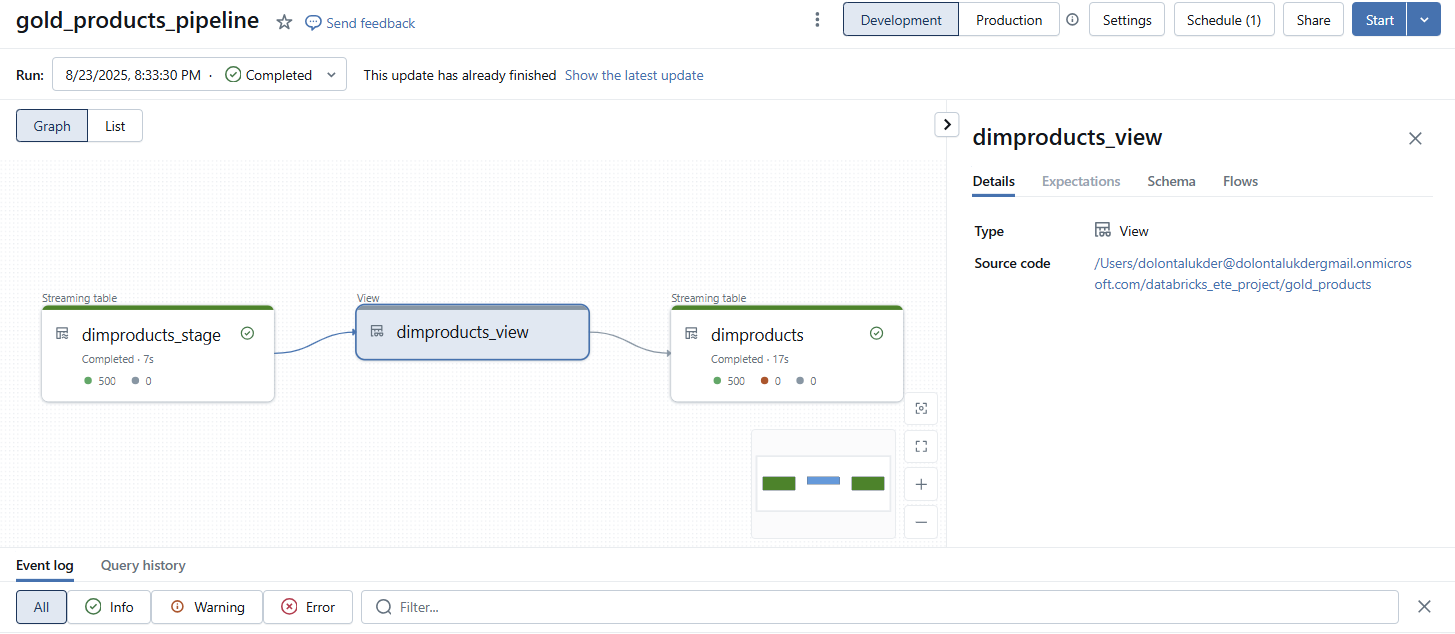 gold_products_pipeline Send feedback Development Production Settings Schedule (1) Share Start
Run: 8/23/2025, 8:33:30 PM · Completed This update has already finished Show the latest update
Graph List
dimproducts_view
Details Expectations Schema Flows
Type View
Source code /Users/dolontalukder@dolontalukdergmail.onmicros
oft.com/databricks_ete_project/gold_products
Streaming table
dimproducts_stage
Completed · 7s
500 0
View
dimproducts_view
Streaming table
dimproducts
Completed · 17s
500 0 0
Event log Query history
All Info Warning Error Filter...